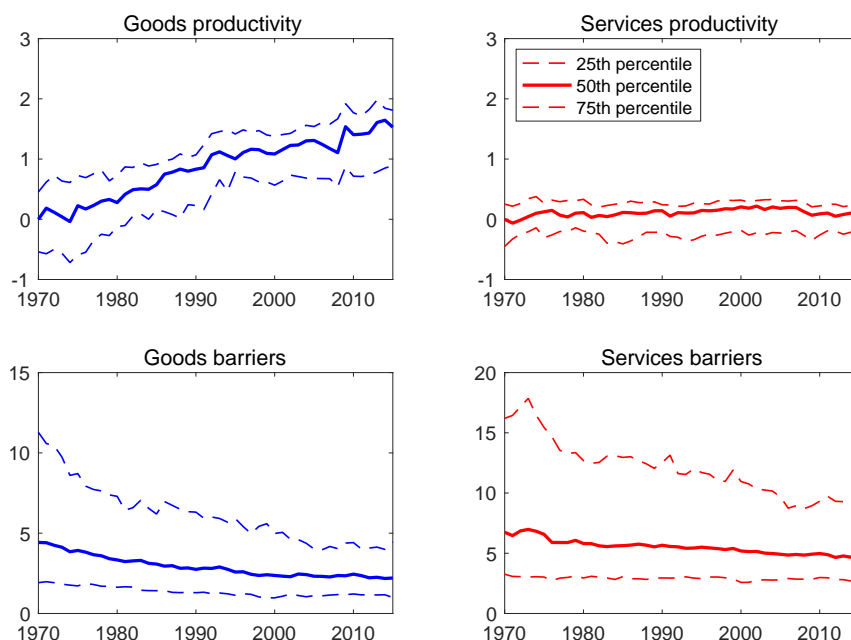 Goods productivity
3
2
1
0
-1
1970 1980 1990 2000 2010
Services productivity
3
2
1
0
-1
1970 1980 1990 2000 2010
25th percentile
50th percentile
75th percentile
Goods barriers
15
10
5
0
1970 1980 1990 2000 2010
Services barriers
20
15
10
5
0
1970 1980 1990 2000 2010